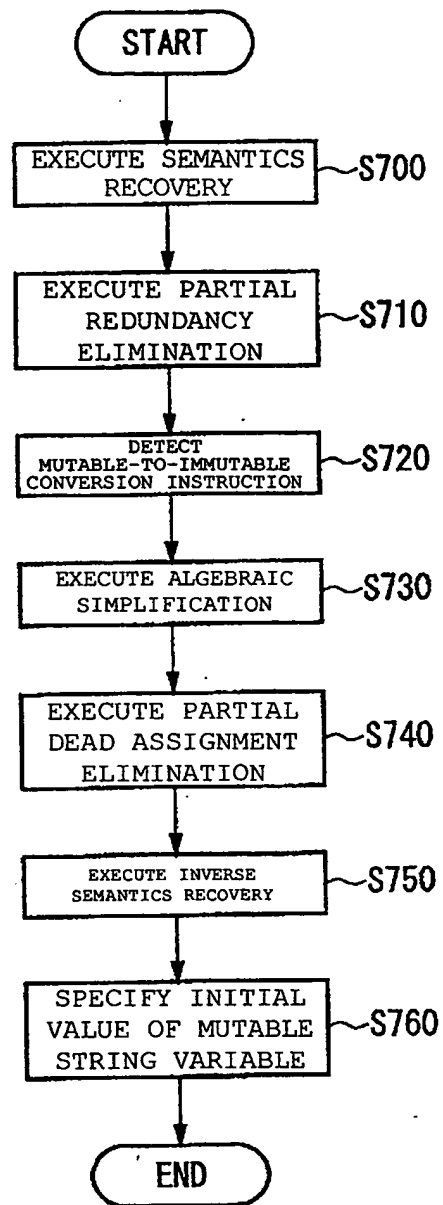 START
EXECUTE SEMANTICS
RECOVERY
S700
EXECUTE PARTIAL
REDUNDANCY
ELIMINATION
S710
DETECT
MUTABLE-TO-IMMUTABLE
CONVERSION INSTRUCTION
S720
EXECUTE ALGEBRAIC
SIMPLIFICATION
S730
EXECUTE PARTIAL
DEAD ASSIGNMENT
ELIMINATION
S740
EXECUTE INVERSE
SEMANTICS RECOVERY
S750
SPECIFY INITIAL
VALUE OF MUTABLE
STRING VARIABLE
S760
END